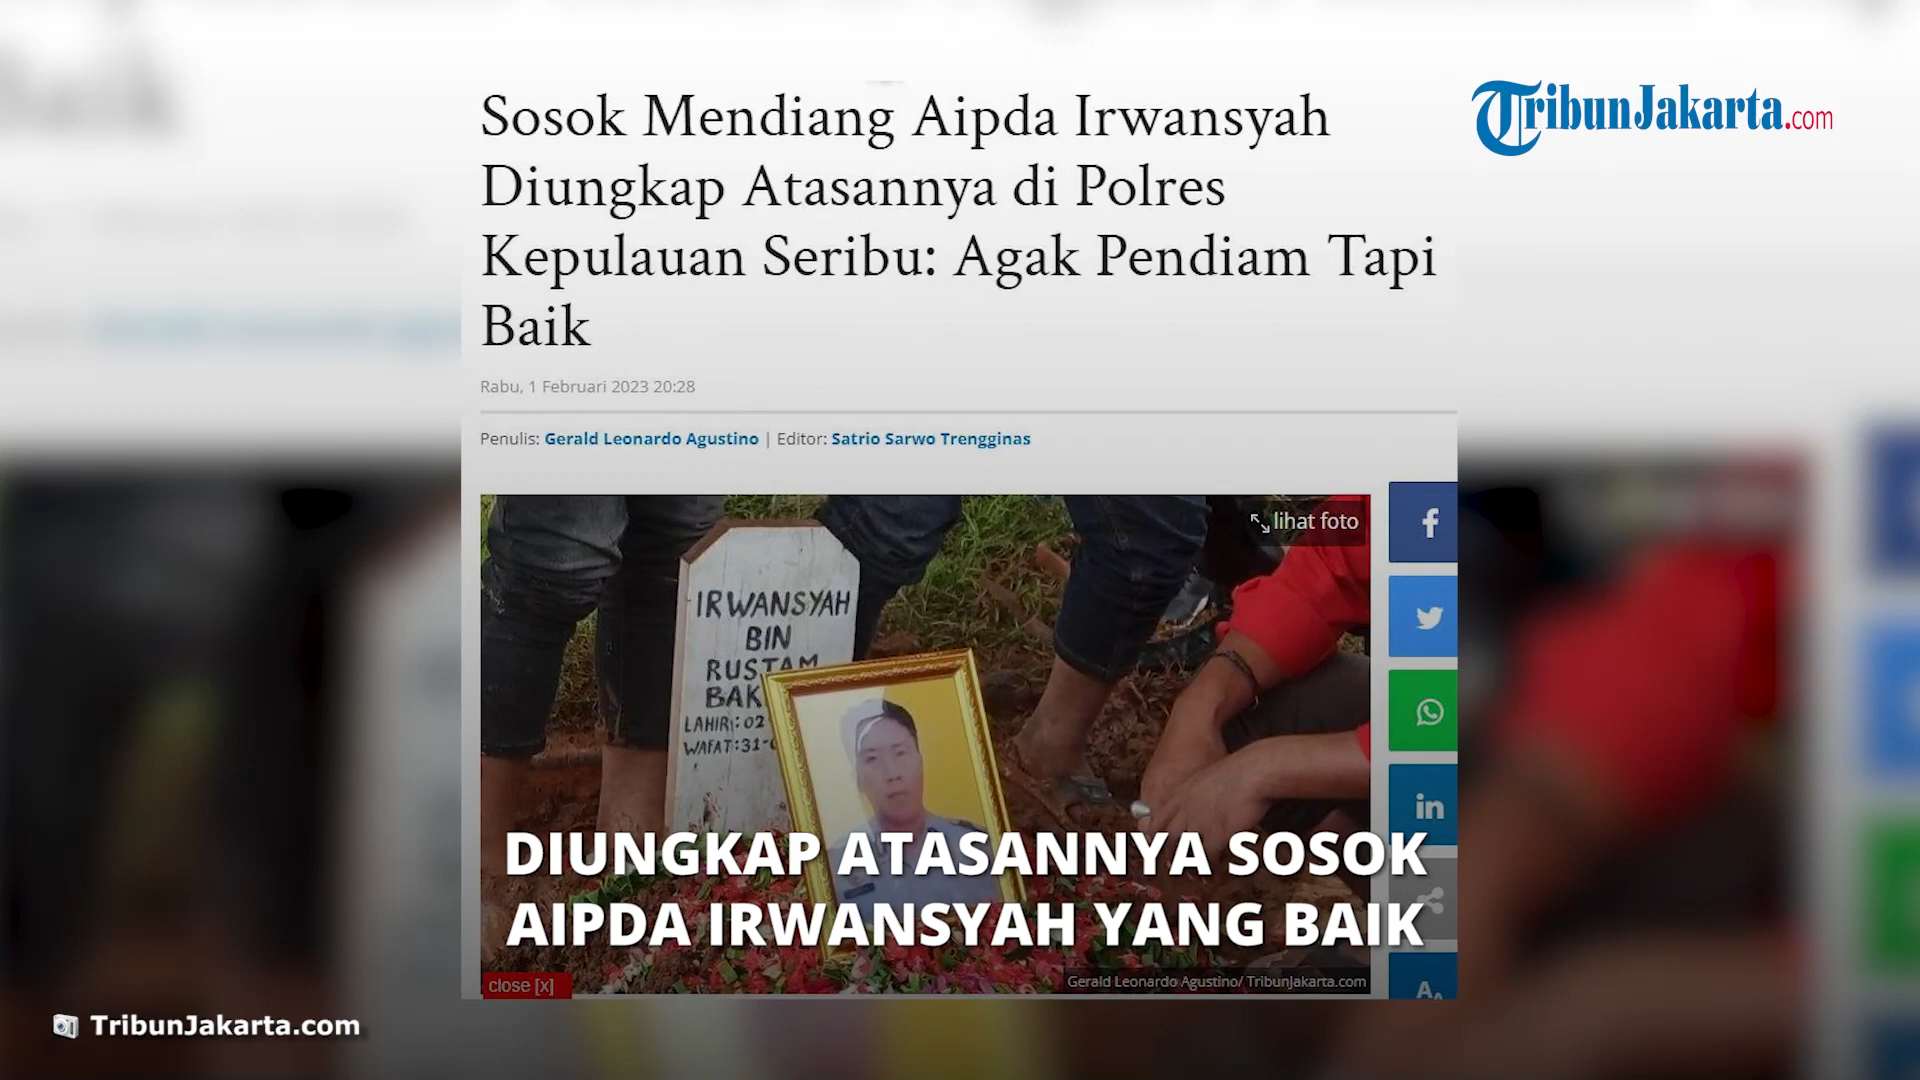 Sosok Mendiang Aipda Irwansyah
Diungkap Atasannya di Polres
Kepulauan Seribu: Agak Pendiam Tapi
Baik
TribunJakarta.com
Rabu, 1 Februari 2023 20:28
Penulis: Gerald Leonardo Agustino | Editor: Satrio Sarwo Trengginas
lihat foto
IRWANSYAH
BIN
RUSTAM
LAHIR: 02
WAFAT: 31-
DIUNGKAP ATASANNYA SOSOK
AIPDA IRWANSYAH YANG BAIK
close [x]
Gerald Leonardo Agustino/ TribunJakarta.com
TribunJakarta.com